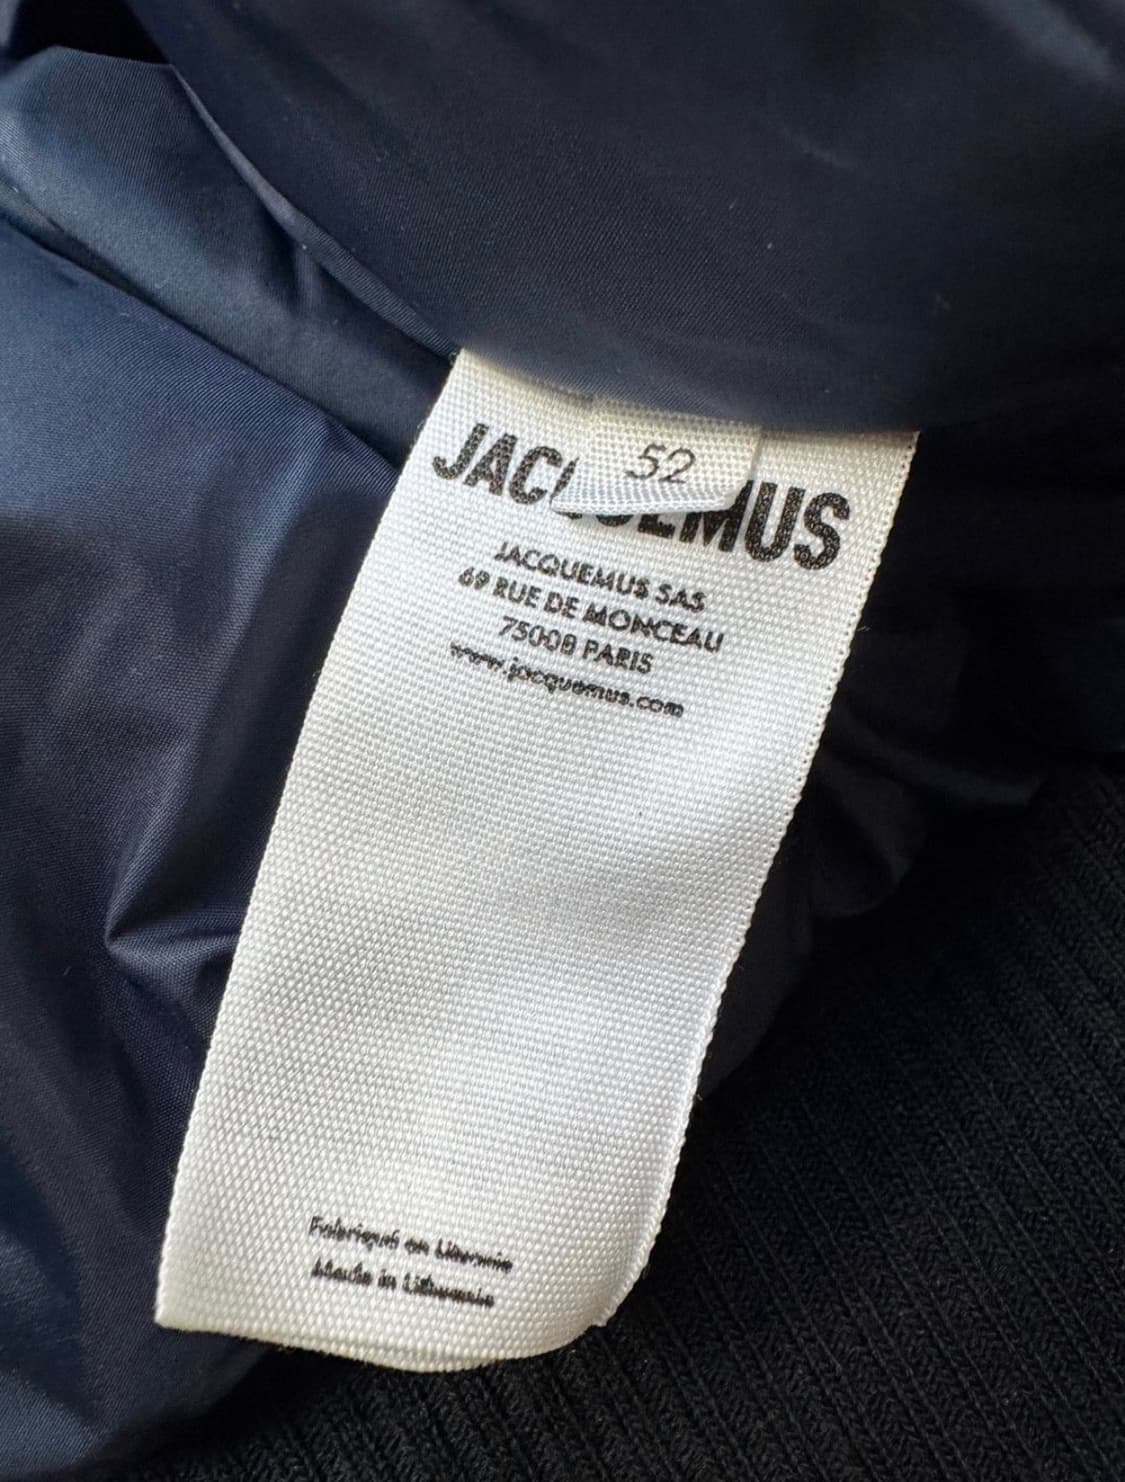 52
JACQUEMUS
JACQUEMUS SAS
69 RUE DE MONCEAU
75008 PARIS
www.jacquemus.com
Fabriqué en Lituanie
Made in Lithuania